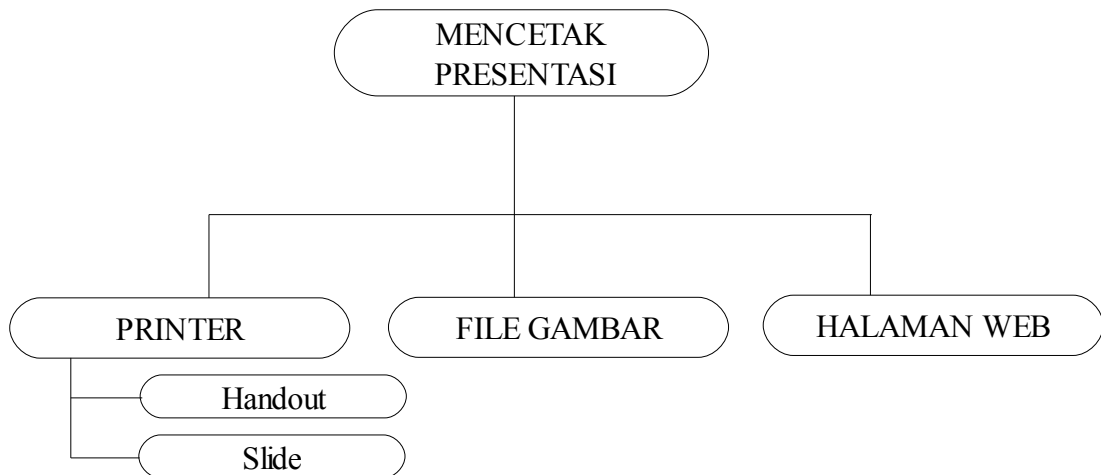 MENCETAK
PRESENTASI
PRINTER
FILE GAMBAR
HALAMAN WEB
Handout
Slide